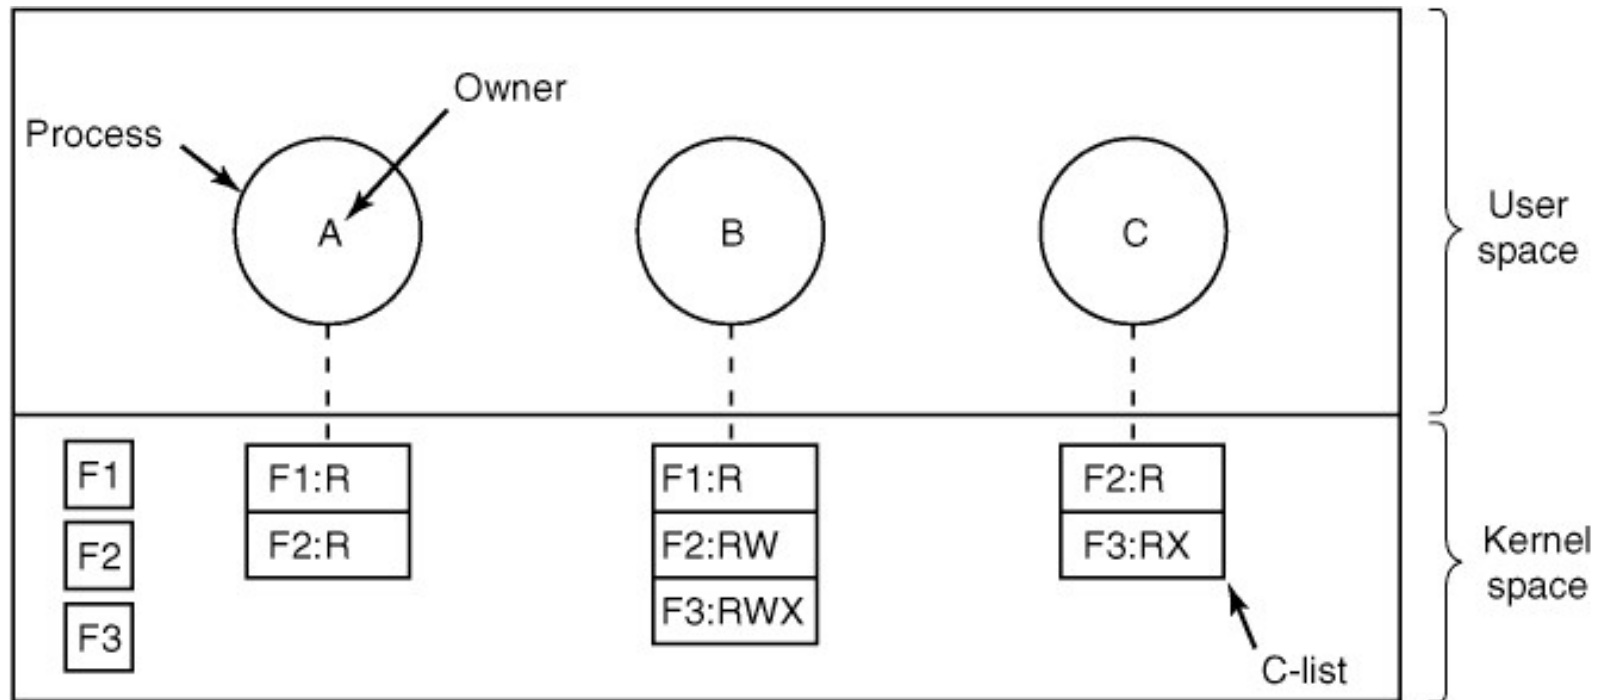 Owner
Process
A
B
C
User
space
F1
F2
F3
F1:R
F2:R
F1:R
F2:RW
F3:RWX
F2:R
F3:RX
C-list
Kernel
space